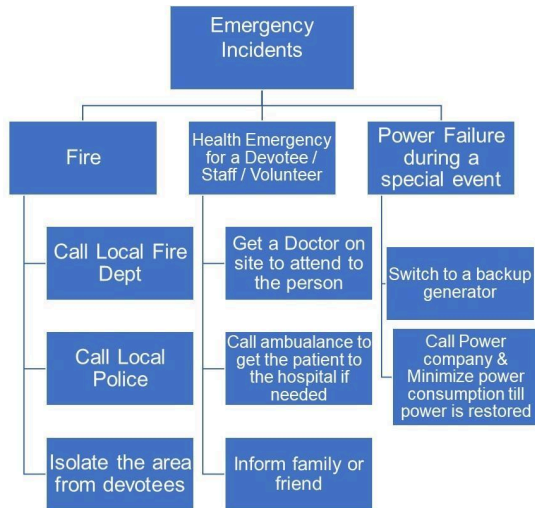 Emergency
Incidents
Fire
Health Emergency
for a Devotee /
Staff / Volunteer
Power Failure
during a
special event
Call Local Fire
Dept
Get a Doctor on
site to attend to
the person
Switch to a backup
generator
Call Local
Police
Call ambualance to
get the patient to
the hospital if
needed
Call Power
company &
Minimize power
consumption till
power is restored
Isolate the area
from devotees
Inform family or
friend